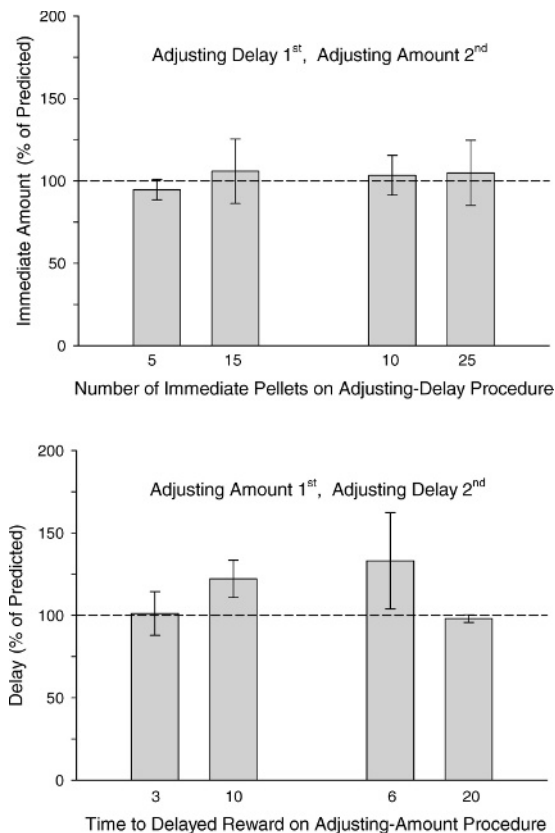 200
Adjusting Delay 1st, Adjusting Amount 2nd
150
100
50
0
Immediate Amount (% of Predicted)
5 15 10 25
Number of Immediate Pellets on Adjusting-Delay Procedure
200
Adjusting Amount 1st, Adjusting Delay 2nd
150
100
50
0
Delay (% of Predicted)
3 10 6 20
Time to Delayed Reward on Adjusting-Amount Procedure